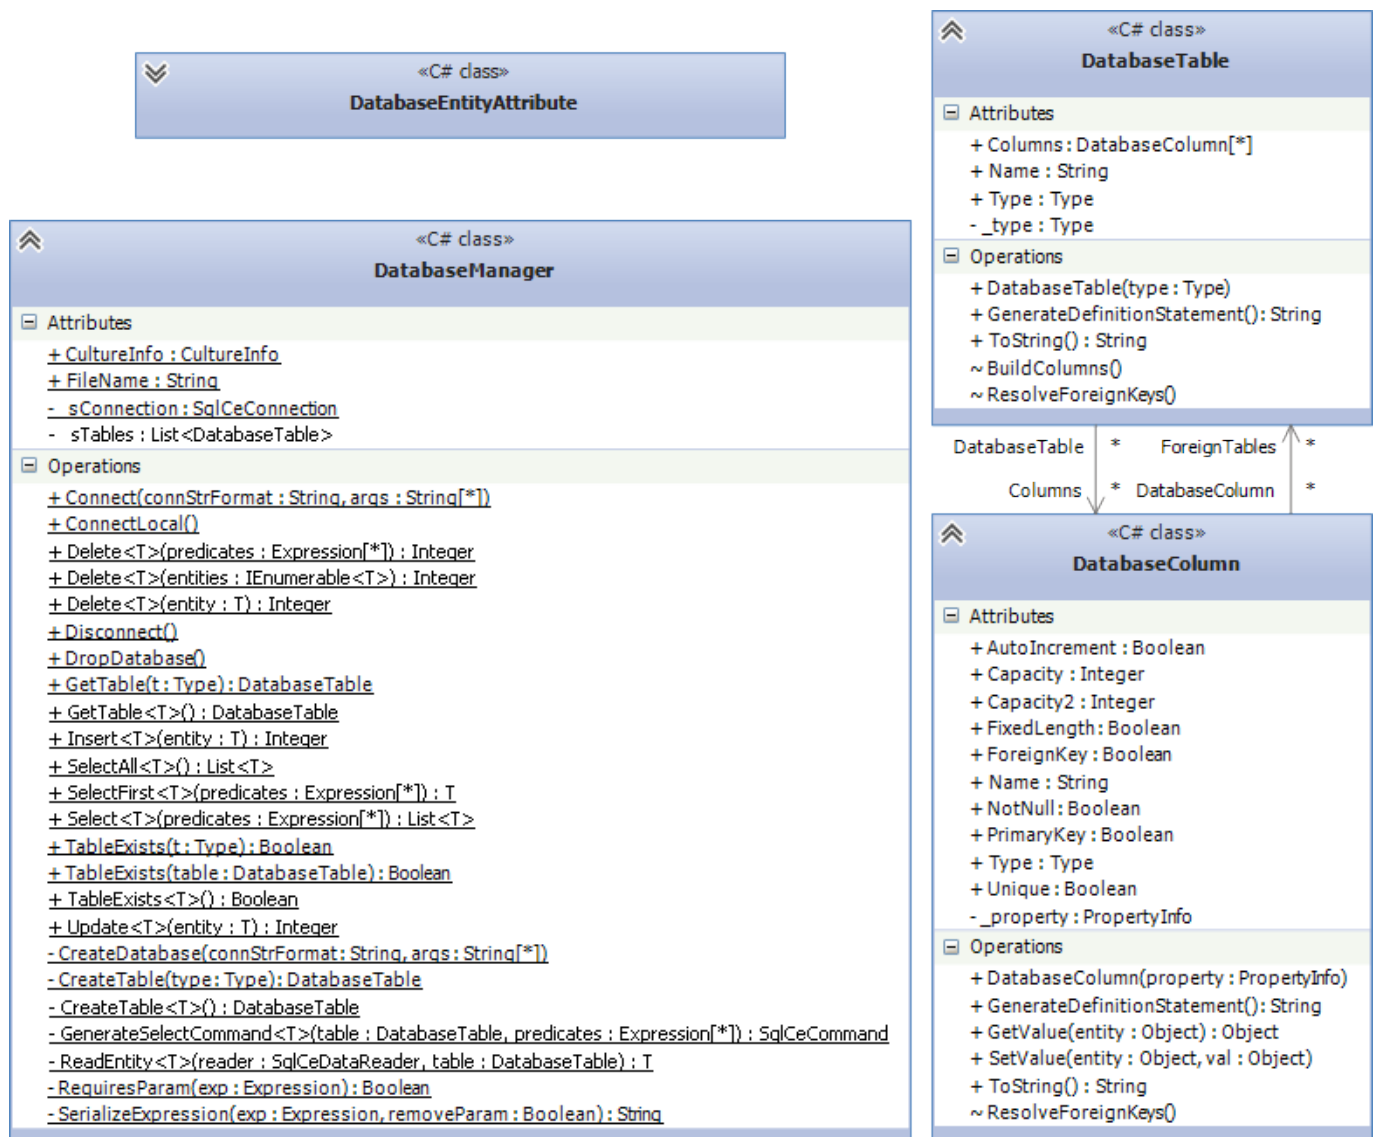 «C# class»
DatabaseEntityAttribute
«C# class»
DatabaseManager
Attributes
+ CultureInfo : CultureInfo
+ FileName : String
- sConnection : SqlCeConnection
- sTables : List<DatabaseTable>
Operations
+ Connect(connStrFormat : String, args : String[*])
+ ConnectLocal()
+ Delete<T>(predicates : Expression[*]) : Integer
+ Delete<T>(entities : IEnumerable<T>) : Integer
+ Delete<T>(entity : T) : Integer
+ Disconnect()
+ DropDatabase()
+ GetTable(t : Type) : DatabaseTable
+ GetTable<T>() : DatabaseTable
+ Insert<T>(entity : T) : Integer
+ SelectAll<T>() : List<T>
+ SelectFirst<T>(predicates : Expression[*]) : T
+ Select<T>(predicates : Expression[*]) : List<T>
+ TableExists(t : Type) : Boolean
+ TableExists(table : DatabaseTable) : Boolean
+ TableExists<T>() : Boolean
+ Update<T>(entity : T) : Integer
- CreateDatabase(connStrFormat : String, args : String[*])
- CreateTable(type : Type) : DatabaseTable
- CreateTable<T>() : DatabaseTable
- GenerateSelectCommand<T>(table : DatabaseTable, predicates : Expression[*]) : SqlCeCommand
- ReadEntity<T>(reader : SqlCeDataReader, table : DatabaseTable) : T
- RequiresParam(exp : Expression) : Boolean
- SerializeExpression(exp : Expression, removeParam : Boolean) : String
«C# class»
DatabaseTable
Attributes
+ Columns : DatabaseColumn[*]
+ Name : String
+ Type : Type
- _type : Type
Operations
+ DatabaseTable(type : Type)
+ GenerateDefinitionStatement() : String
+ ToString() : String
~ BuildColumns()
~ ResolveForeignKeys()
DatabaseTable * ForeignTables *
Columns * DatabaseColumn *
«C# class»
DatabaseColumn
Attributes
+ AutoIncrement : Boolean
+ Capacity : Integer
+ Capacity2 : Integer
+ FixedLength : Boolean
+ ForeignKey : Boolean
+ Name : String
+ NotNull : Boolean
+ PrimaryKey : Boolean
+ Type : Type
+ Unique : Boolean
- _property : PropertyInfo
Operations
+ DatabaseColumn(property : PropertyInfo)
+ GenerateDefinitionStatement() : String
+ GetValue(entity : Object) : Object
+ SetValue(entity : Object, val : Object)
+ ToString() : String
~ ResolveForeignKeys()